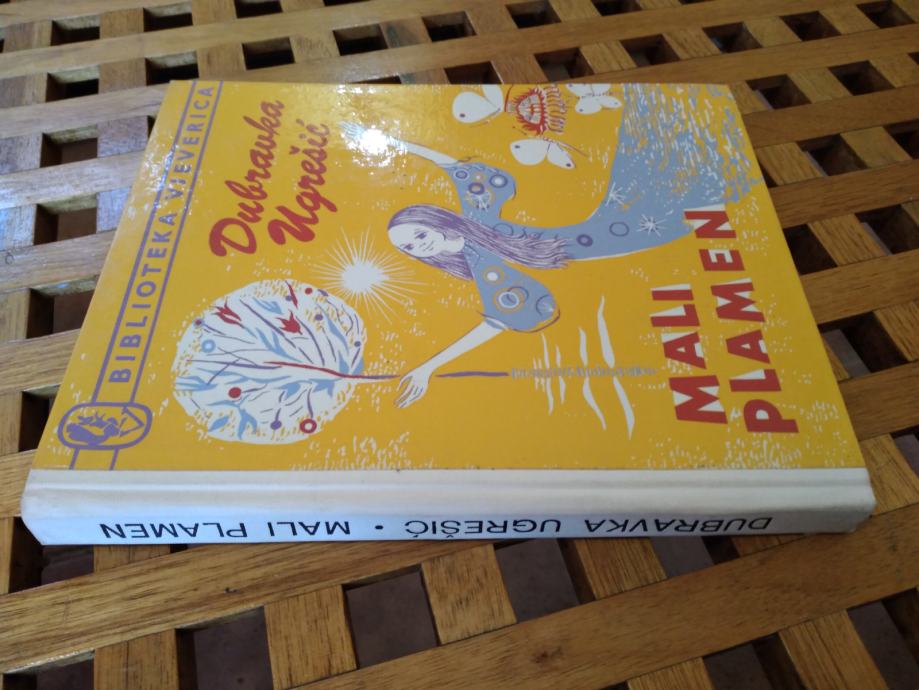 BIBLIOTEKA VJEVERICA
Dubravka
Ugrešić
MALI
PLAMEN
DUBRAVKA UGREŠIĆ • MALI PLAMEN